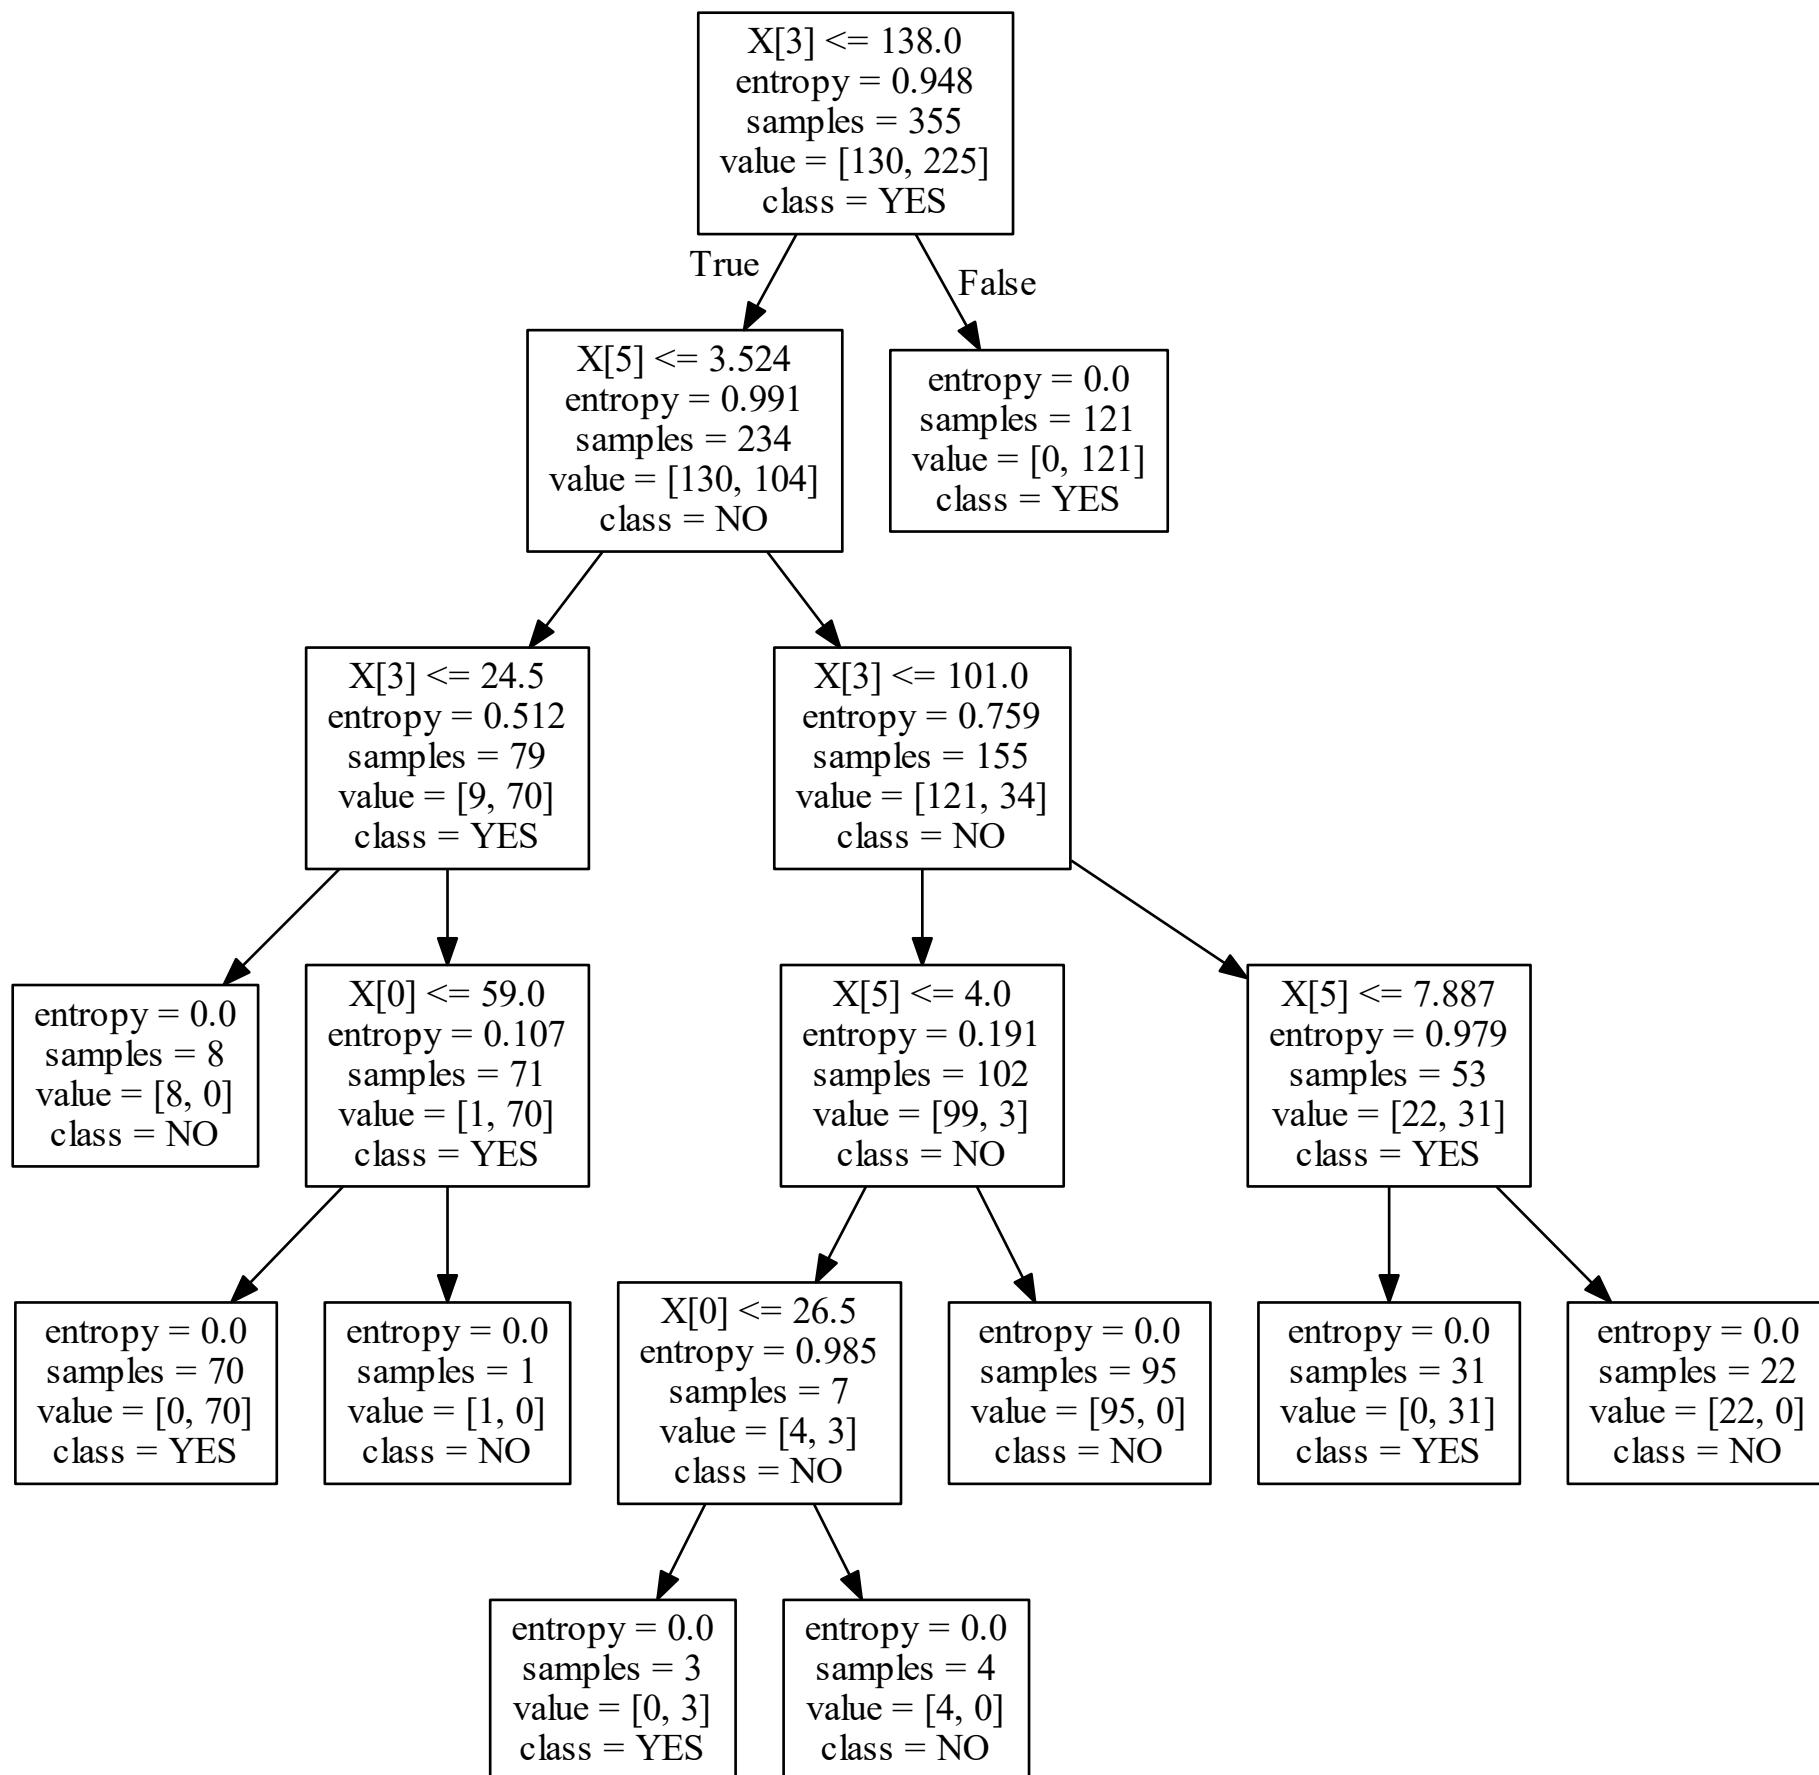 X[3] <= 138.0
entropy = 0.948
samples = 355
value = [130, 225]
class = YES
True
False
X[5] <= 3.524
entropy = 0.991
samples = 234
value = [130, 104]
class = NO
entropy = 0.0
samples = 121
value = [0, 121]
class = YES
X[3] <= 24.5
entropy = 0.512
samples = 79
value = [9, 70]
class = YES
X[3] <= 101.0
entropy = 0.759
samples = 155
value = [121, 34]
class = NO
entropy = 0.0
samples = 8
value = [8, 0]
class = NO
X[0] <= 59.0
entropy = 0.107
samples = 71
value = [1, 70]
class = YES
X[5] <= 4.0
entropy = 0.191
samples = 102
value = [99, 3]
class = NO
X[5] <= 7.887
entropy = 0.979
samples = 53
value = [22, 31]
class = YES
entropy = 0.0
samples = 70
value = [0, 70]
class = YES
entropy = 0.0
samples = 1
value = [1, 0]
class = NO
X[0] <= 26.5
entropy = 0.985
samples = 7
value = [4, 3]
class = NO
entropy = 0.0
samples = 95
value = [95, 0]
class = NO
entropy = 0.0
samples = 31
value = [0, 31]
class = YES
entropy = 0.0
samples = 22
value = [22, 0]
class = NO
entropy = 0.0
samples = 3
value = [0, 3]
class = YES
entropy = 0.0
samples = 4
value = [4, 0]
class = NO